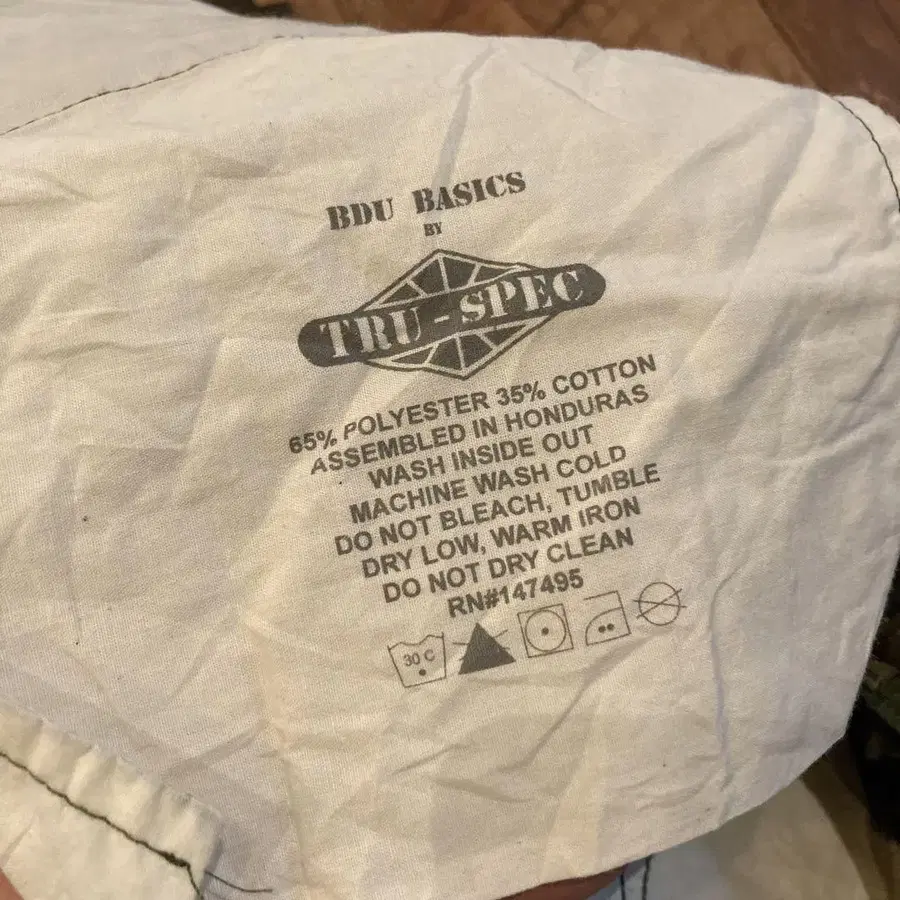 BDU BASICS
BY
TRU-SPEC
65% POLYESTER 35% COTTON
ASSEMBLED IN HONDURAS
WASH INSIDE OUT
MACHINE WASH COLD
DO NOT BLEACH, TUMBLE
DRY LOW, WARM IRON
DO NOT DRY CLEAN
RN#147495
30 C